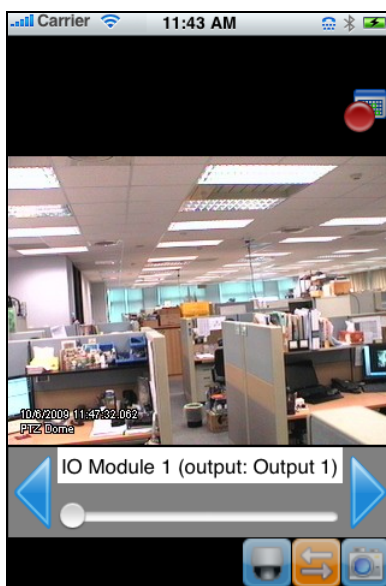 Carrier
11:43 AM
10/6/2009 11:47:32.062
PTZ Dome
IO Module 1 (output: Output 1)